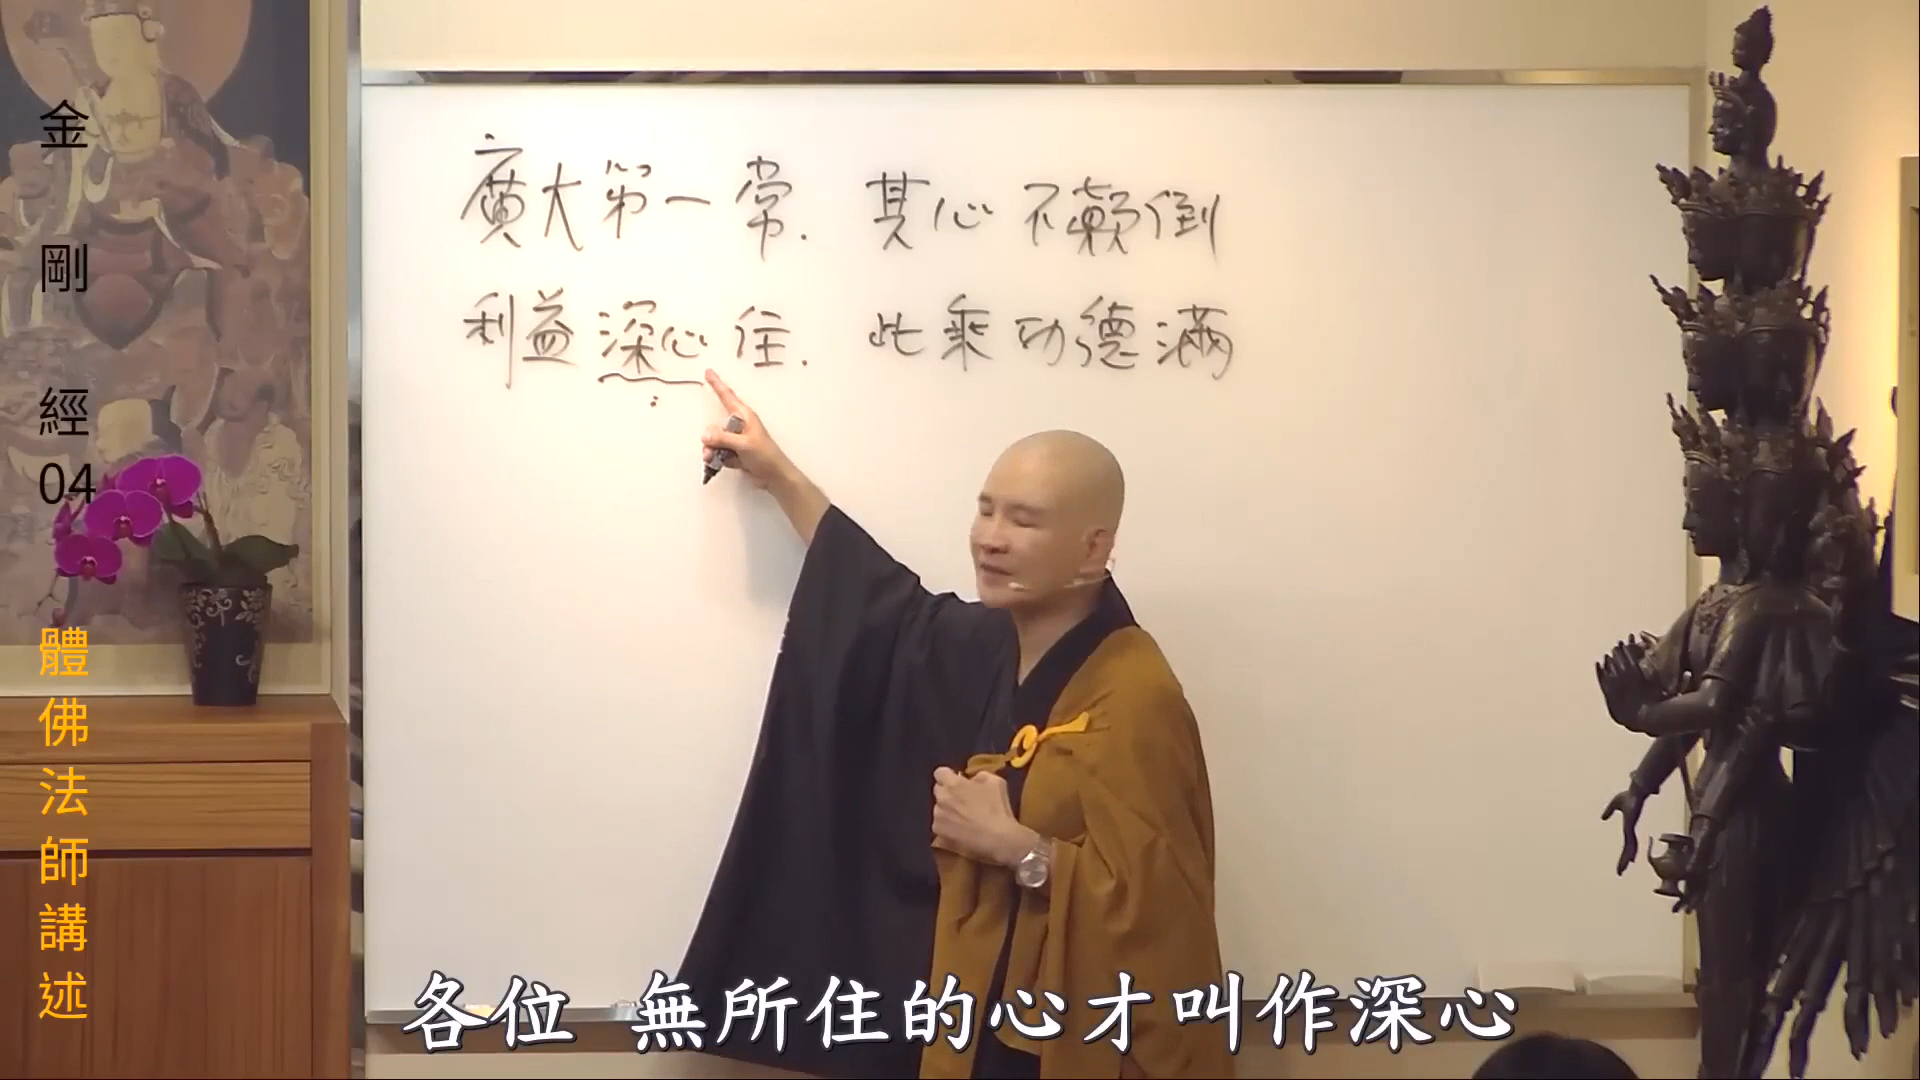 金剛經04
體佛法師講述
廣大第一常. 其心不顛倒
利益深心住. 此乘功德滿
各位 無所住的心才叫作深心